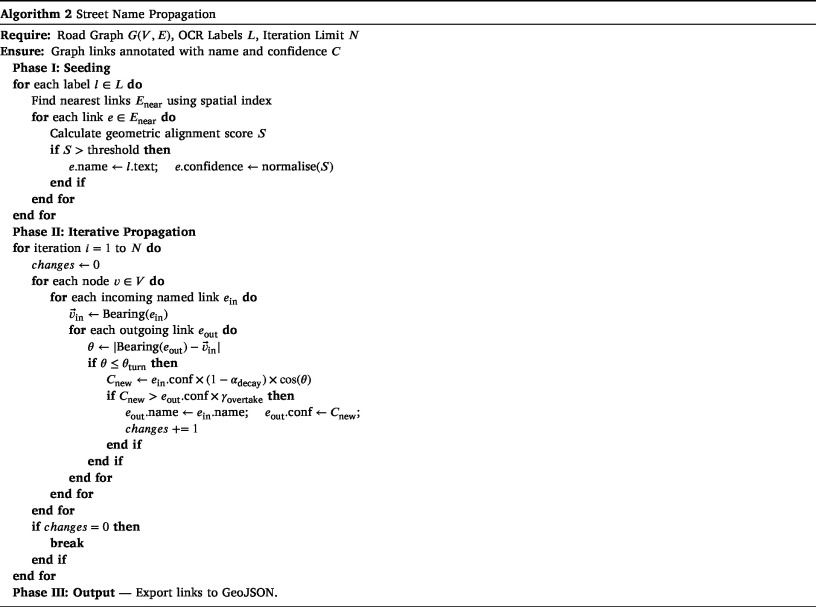 Algorithm 2 Street Name Propagation
Require: Road Graph G(V, E), OCR Labels L, Iteration Limit N
Ensure: Graph links annotated with name and confidence C
Phase I: Seeding
for each label l ∈ L do
Find nearest links E_near using spatial index
for each link e ∈ E_near do
Calculate geometric alignment score S
if S > threshold then
e.name ← l.text; e.confidence ← normalise(S)
end if
end for
end for
Phase II: Iterative Propagation
for iteration i = 1 to N do
changes ← 0
for each node v ∈ V do
for each incoming named link e_in do
v⃗_in ← Bearing(e_in)
for each outgoing link e_out do
θ ← |Bearing(e_out) − v⃗_in|
if θ ≤ θ_turn then
C_new ← e_in.conf × (1 − α_decay) × cos(θ)
if C_new > e_out.conf × γ_overtake then
e_out.name ← e_in.name; e_out.conf ← C_new;
changes += 1
end if
end if
end for
end for
end for
if changes = 0 then
break
end if
end for
Phase III: Output — Export links to GeoJSON.